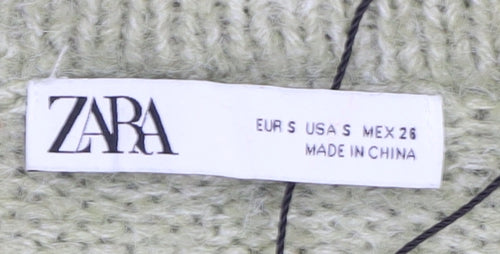 ZARA
EUR S USA S MEX 26
MADE IN CHINA